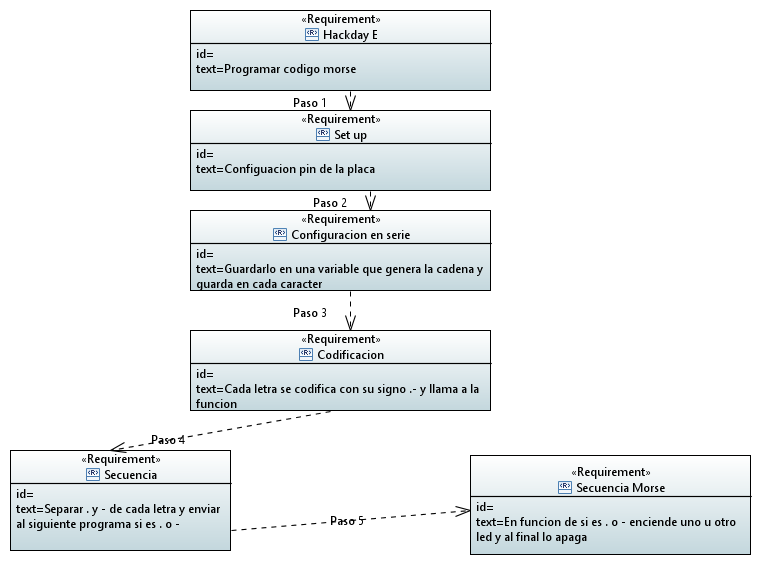 «Requirement»
Hackday E
id=
text=Programar codigo morse
Paso 1
«Requirement»
Set up
id=
text=Configuacion pin de la placa
Paso 2
«Requirement»
Configuracion en serie
id=
text=Guardarlo en una variable que genera la cadena y
guarda en cada caracter
Paso 3
«Requirement»
Codificacion
id=
text=Cada letra se codifica con su signo .- y llama a la
funcion
Paso 4
«Requirement»
Secuencia
id=
text=Separar . y - de cada letra y enviar
al siguiente programa si es . o -
Paso 5
«Requirement»
Secuencia Morse
id=
text=En funcion de si es . o - enciende uno u otro
led y al final lo apaga